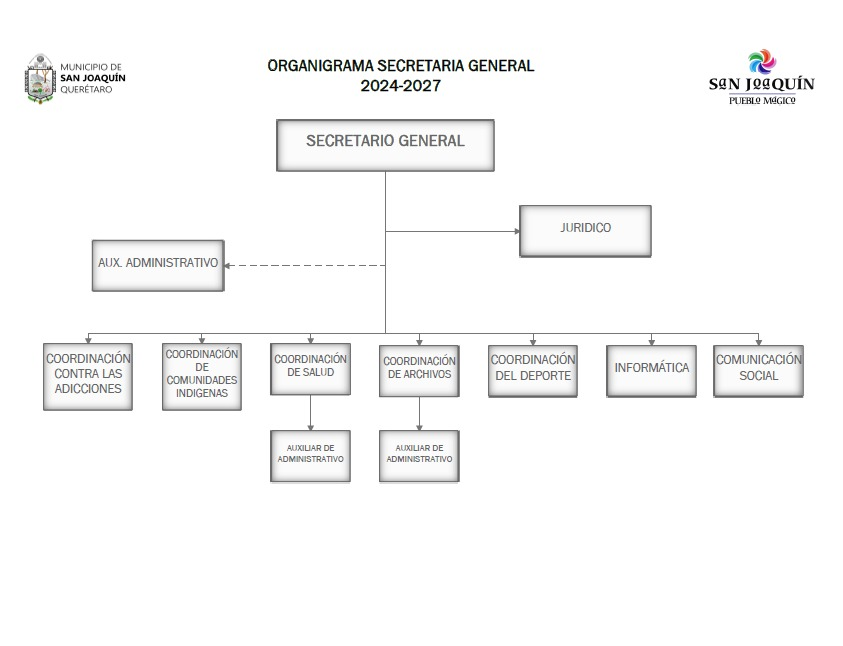 MUNICIPIO DE
SAN JOAQUÍN
QUERÉTARO
ORGANIGRAMA SECRETARIA GENERAL
2024-2027
SAN JOAQUÍN
PUEBLO MÁGICO
SECRETARIO GENERAL
JURIDICO
AUX. ADMINISTRATIVO
COORDINACIÓN
CONTRA LAS
ADICCIONES
COORDINACIÓN
DE
COMUNIDADES
INDIGENAS
COORDINACIÓN
DE SALUD
COORDINACIÓN
DE ARCHIVOS
COORDINACIÓN
DEL DEPORTE
INFORMÁTICA
COMUNICACIÓN
SOCIAL
AUXILIAR DE
ADMINISTRATIVO
AUXILIAR DE
ADMINISTRATIVO